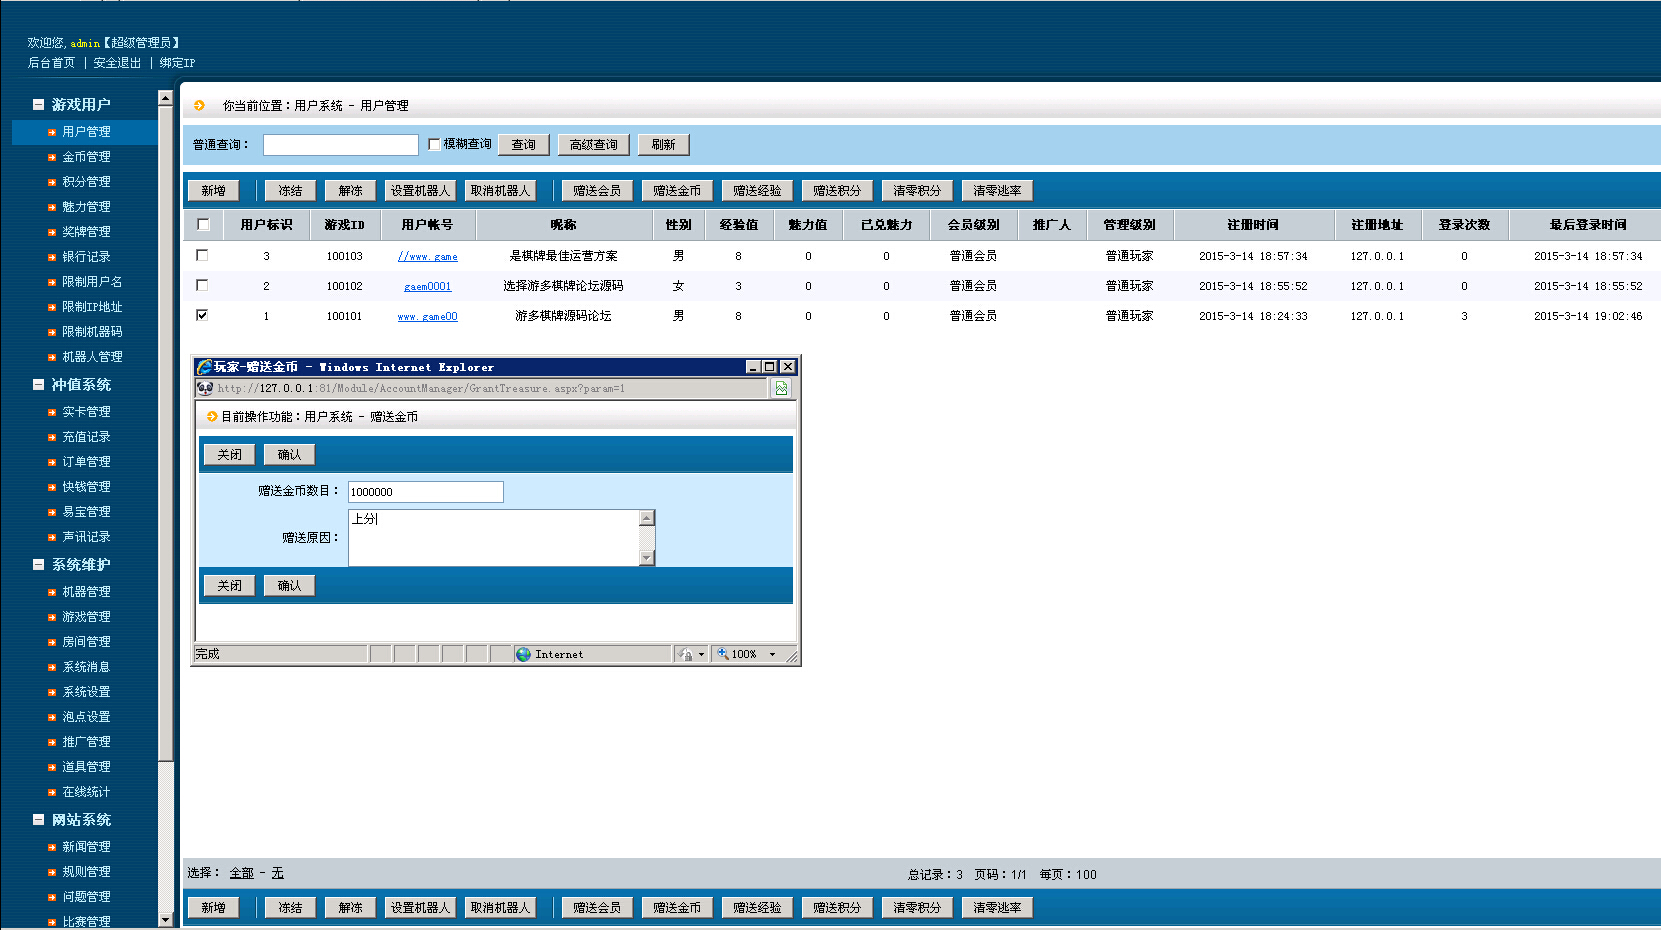 欢迎您,admin【超级管理员】
后台首页 | 安全退出 | 绑定IP
游戏用户
用户管理
金币管理
积分管理
魅力管理
奖牌管理
银行记录
限制用户名
限制IP地址
限制机器码
机器人管理
冲值系统
实卡管理
充值记录
订单管理
快钱管理
易宝管理
声讯记录
系统维护
机器管理
游戏管理
房间管理
系统消息
系统设置
泡点设置
推广管理
道具管理
在线统计
网站系统
新闻管理
规则管理
问题管理
比赛管理
你当前位置：用户系统 - 用户管理
普通查询： 模糊查询 查询 高级查询 刷新
新增 冻结 解冻 设置机器人 取消机器人 赠送会员 赠送金币 赠送经验 赠送积分 清零积分 清零逃率
用户标识 游戏ID 用户帐号 昵称 性别 经验值 魅力值 已兑魅力 会员级别 推广人 管理级别 注册时间 注册地址 登录次数 最后登录时间
3 100103 //www.game 是棋牌最佳运营方案 男 8 0 0 普通会员 普通玩家 2015-3-14 18:57:34 127.0.0.1 0 2015-3-14 18:57:34
2 100102 gaem0001 选择游多棋牌论坛源码 女 3 0 0 普通会员 普通玩家 2015-3-14 18:55:52 127.0.0.1 0 2015-3-14 18:55:52
1 100101 www.game00 游多棋牌源码论坛 男 8 0 0 普通会员 普通玩家 2015-3-14 18:24:33 127.0.0.1 3 2015-3-14 19:02:46
玩家-赠送金币 - Windows Internet Explorer
http://127.0.0.1:81/Module/AccountManager/GrantTreasure.aspx?param=1
目前操作功能：用户系统 - 赠送金币
关闭 确认
赠送金币数目： 1000000
赠送原因： 上分
关闭 确认
完成 Internet 100%
选择： 全部 - 无 总记录：3 页码：1/1 每页：100
新增 冻结 解冻 设置机器人 取消机器人 赠送会员 赠送金币 赠送经验 赠送积分 清零积分 清零逃率